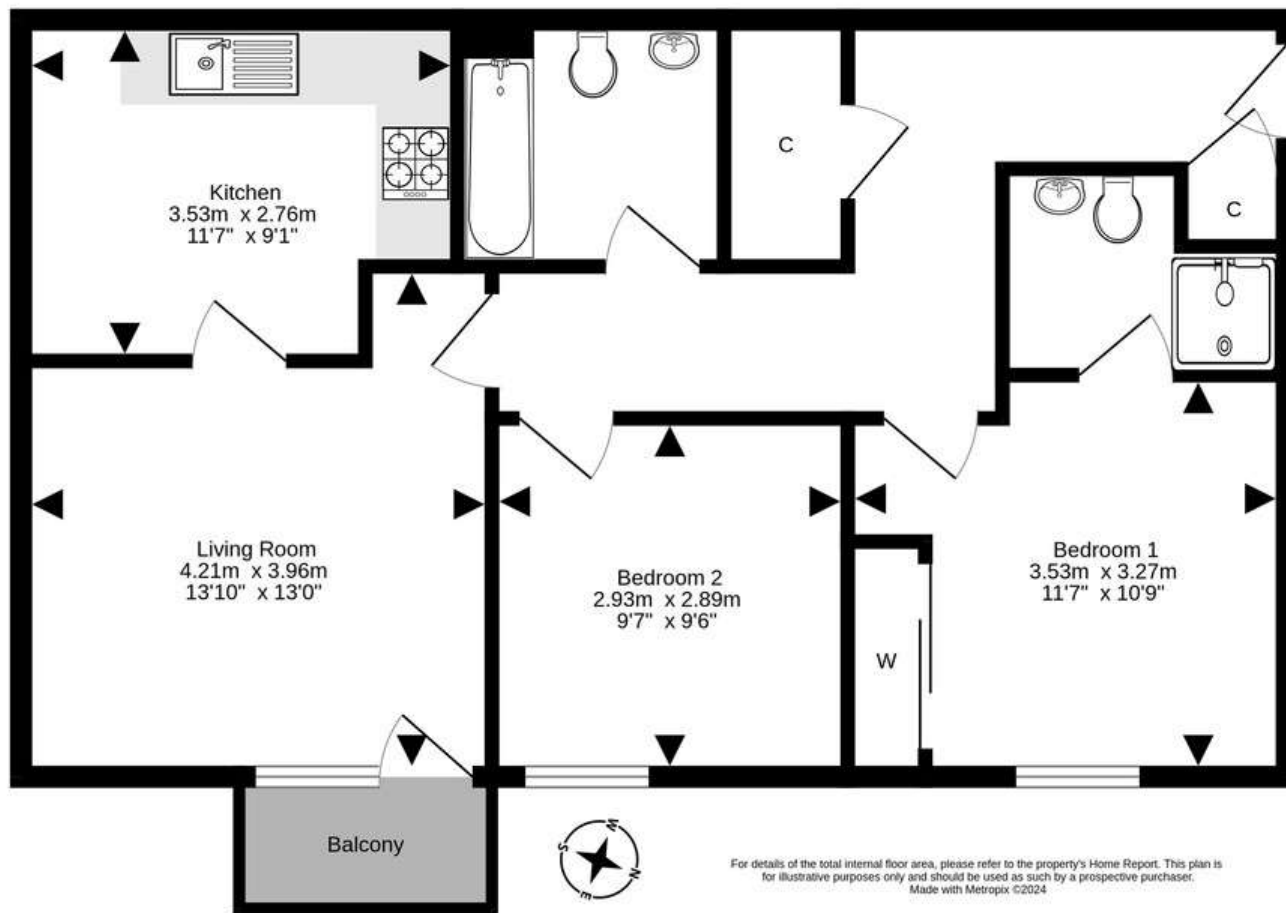 Kitchen
3.53m x 2.76m
11'7" x 9'1"
C
C
Living Room
4.21m x 3.96m
13'10" x 13'0"
Bedroom 2
2.93m x 2.89m
9'7" x 9'6"
Bedroom 1
3.53m x 3.27m
11'7" x 10'9"
W
Balcony
W
S
N
E
For details of the total internal floor area, please refer to the property's Home Report. This plan is
for illustrative purposes only and should be used as such by a prospective purchaser.
Made with Metropix ©2024